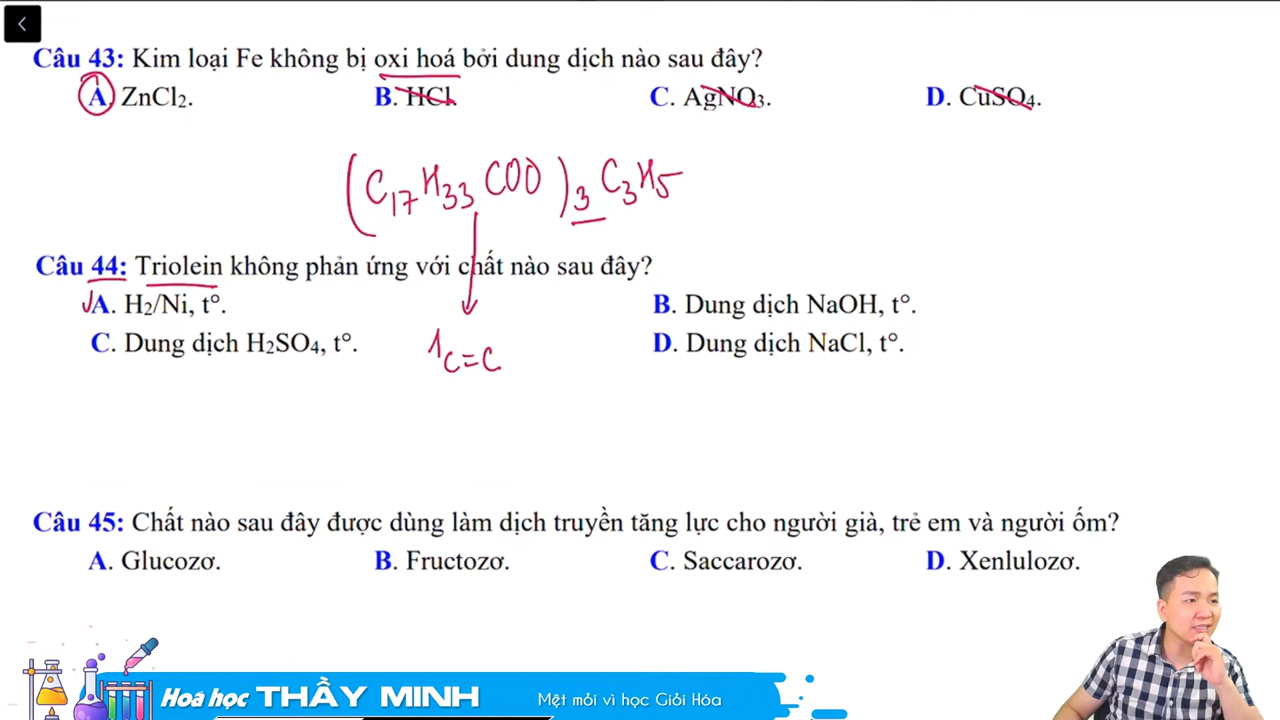 Câu 43: Kim loại Fe không bị oxi hoá bởi dung dịch nào sau đây?
A. ZnCl₂. B. HCl. C. AgNO₃. D. CuSO₄.
(C₁₇H₃₃COO)₃C₃H₅
Câu 44: Triolein không phản ứng với chất nào sau đây?
A. H₂/Ni, t°. B. Dung dịch NaOH, t°.
C. Dung dịch H₂SO₄, t°. D. Dung dịch NaCl, t°.
1 C=C
Câu 45: Chất nào sau đây được dùng làm dịch truyền tăng lực cho người già, trẻ em và người ốm?
A. Glucozơ. B. Fructozơ. C. Saccarozơ. D. Xenlulozơ.
Hoá học THẦY MINH Mệt mỏi vì học Giỏi Hóa